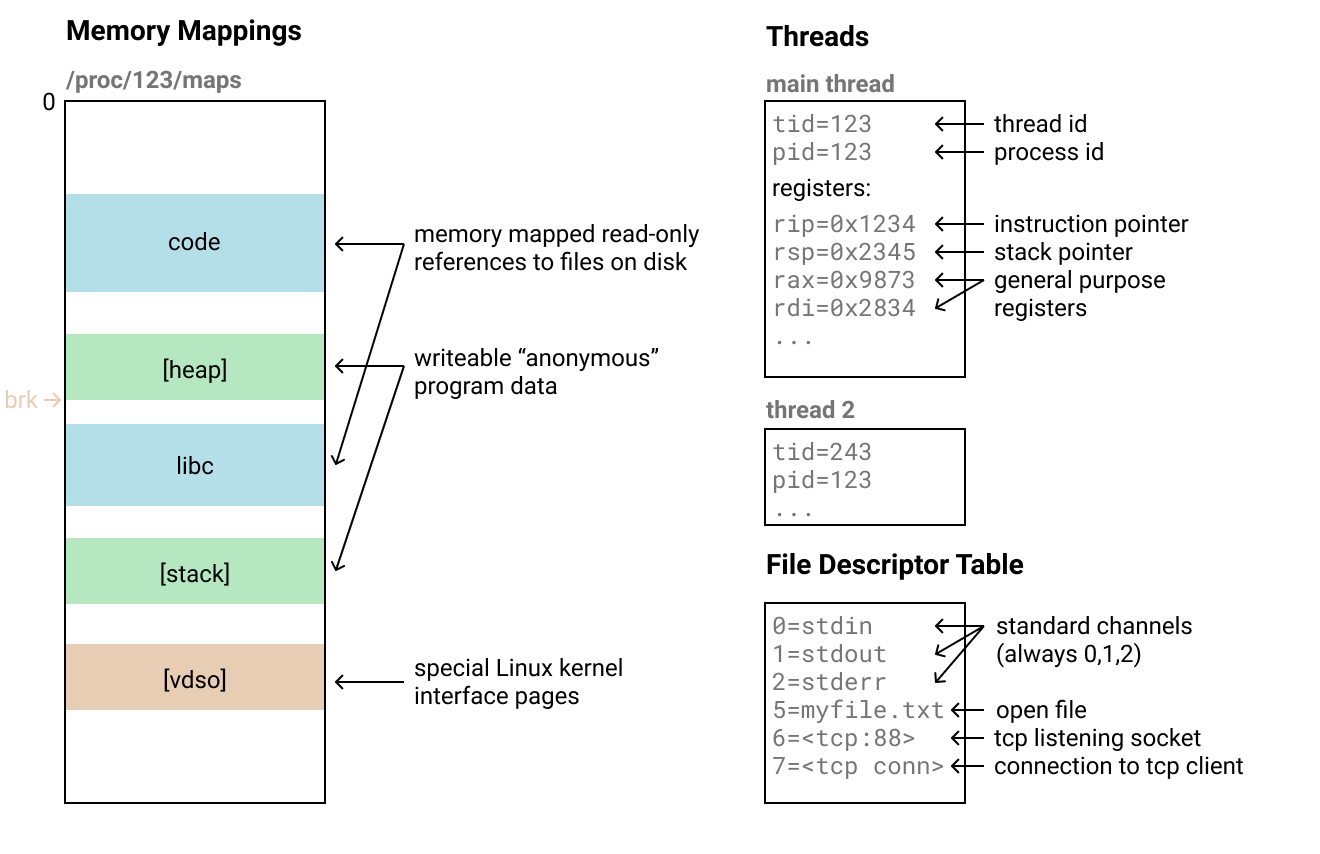 Memory Mappings
/proc/123/maps
0
code
memory mapped read-only
references to files on disk
[heap]
writeable “anonymous”
program data
brk →
libc
[stack]
[vdso]
special Linux kernel
interface pages
Threads
main thread
tid=123
thread id
pid=123
process id
registers:
rip=0x1234
instruction pointer
rsp=0x2345
stack pointer
rax=0x9873
general purpose
rdi=0x2834
registers
...
thread 2
tid=243
pid=123
...
File Descriptor Table
0=stdin
standard channels
1=stdout
(always 0,1,2)
2=stderr
5=myfile.txt
open file
6=<tcp:88>
tcp listening socket
7=<tcp conn>
connection to tcp client